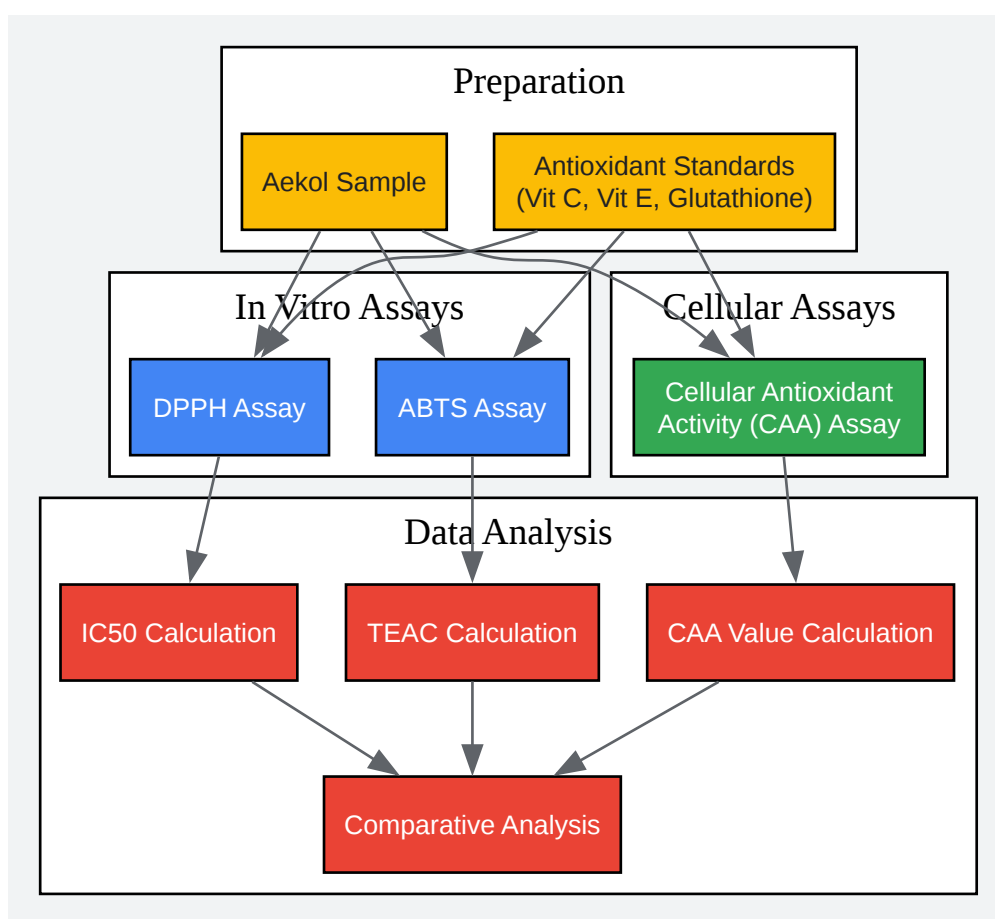 Preparation
Aekol Sample
Antioxidant Standards
(Vit C, Vit E, Glutathione)
In Vitro Assays
Cellular Assays
DPPH Assay
ABTS Assay
Cellular Antioxidant
Activity (CAA) Assay
Data Analysis
IC50 Calculation
TEAC Calculation
CAA Value Calculation
Comparative Analysis